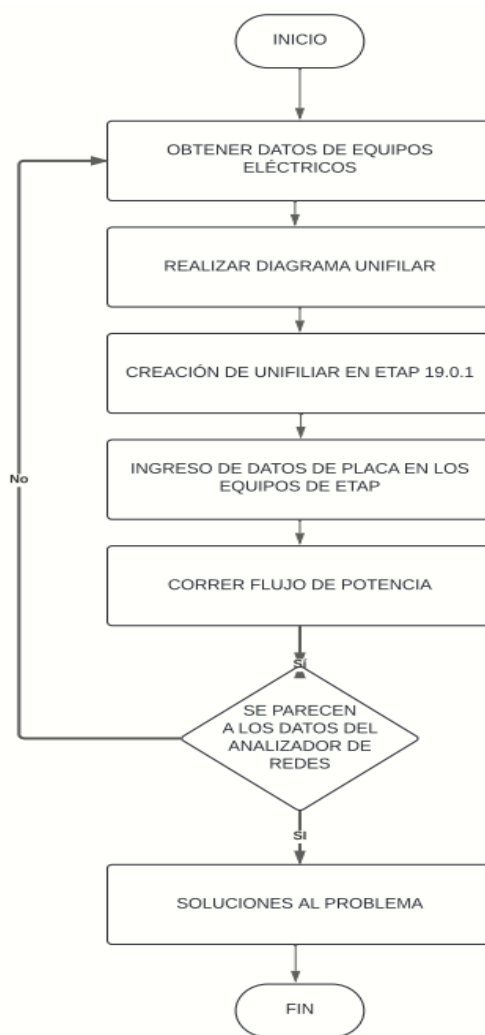 INICIO
OBTENER DATOS DE EQUIPOS
ELÉCTRICOS
REALIZAR DIAGRAMA UNIFILAR
CREACIÓN DE UNIFILIAR EN ETAP 19.0.1
No
INGRESO DE DATOS DE PLACA EN LOS
EQUIPOS DE ETAP
CORRER FLUJO DE POTENCIA
Sí
SE PARECEN
A LOS DATOS DEL
ANALIZADOR DE
REDES
SI
SOLUCIONES AL PROBLEMA
FIN